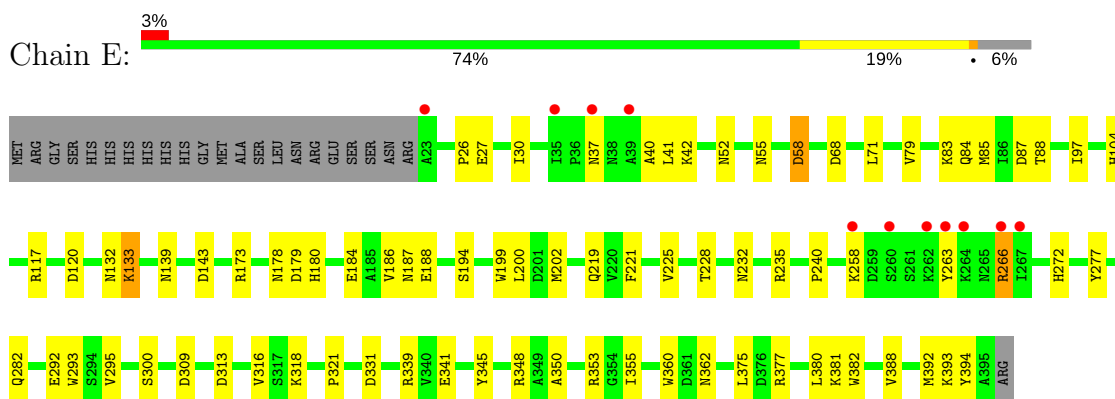 3%
Chain E:
74% 19% • 6%
MET ARG GLY SER HIS HIS HIS HIS HIS HIS GLY MET ALA SER LEU ASN ARG GLU SER SER ASN ARG A23 P26 E27 I30 I35 P36 N37 N38 A39 A40 L41 K42 N52 N55 D58 D68 L71 V79 K83 Q84 M85 I86 D87 T88 I97 H104
R117 D120 N132 K133 N139 D143 R173 N178 D179 H180 E184 A185 V186 N187 E188 S194 W199 L200 D201 M202 Q219 V220 F221 V225 T228 N232 R235 P240 K258 D259 S260 S261 K262 Y263 K264 N265 R266 I267 H272 Y277
Q282 E292 W293 S294 V295 S300 D309 D313 V316 S317 K318 P321 D331 R339 V340 E341 Y345 R348 A349 A350 R353 G354 I355 W360 D361 N362 L375 D376 R377 L380 K381 W382 V388 M392 K393 Y394 A395 ARG